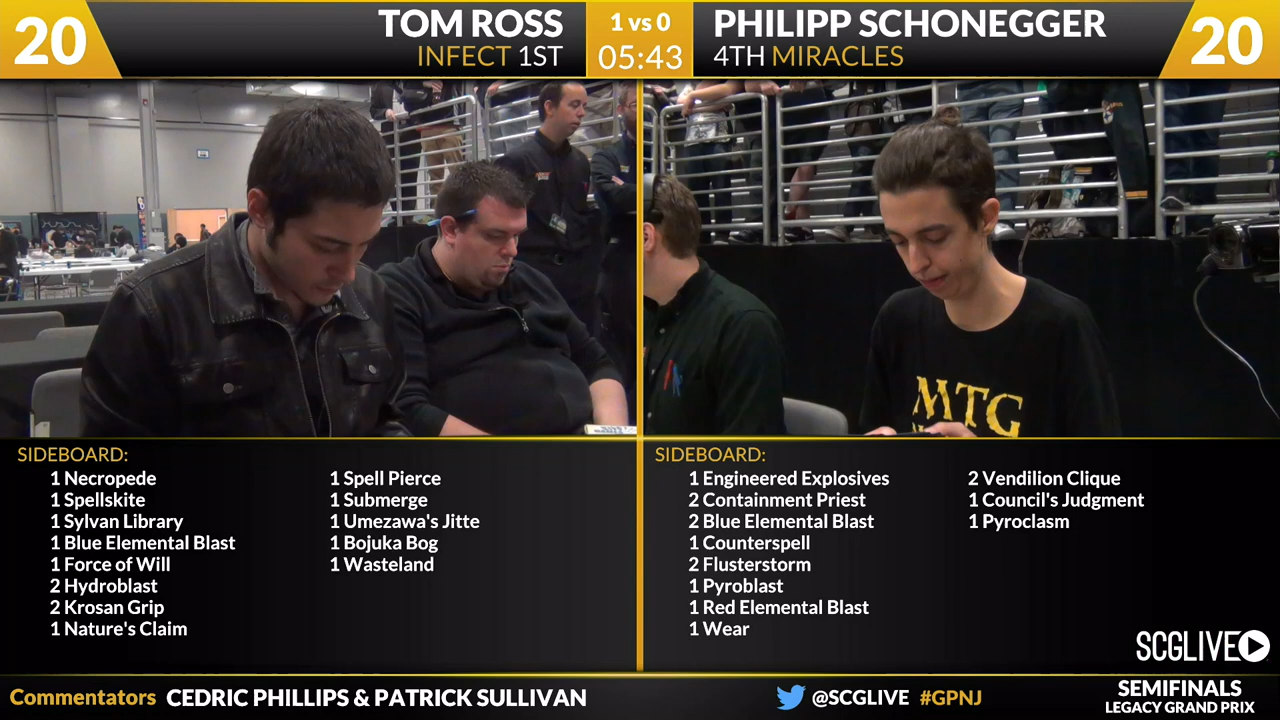 20
TOM ROSS
INFECT 1ST
1 vs 0
05:43
PHILIPP SCHONEGGER
4TH MIRACLES
20
MTG
SIDEBOARD:
1 Necropede
1 Spellskite
1 Sylvan Library
1 Blue Elemental Blast
1 Force of Will
2 Hydroblast
2 Krosan Grip
1 Nature's Claim
1 Spell Pierce
1 Submerge
1 Umezawa's Jitte
1 Bojuka Bog
1 Wasteland
SIDEBOARD:
1 Engineered Explosives
2 Containment Priest
2 Blue Elemental Blast
1 Counterspell
2 Flusterstorm
1 Pyroblast
1 Red Elemental Blast
1 Wear
2 Vendilion Clique
1 Council's Judgment
1 Pyroclasm
SCGLIVE
Commentators CEDRIC PHILLIPS & PATRICK SULLIVAN
@SCGLIVE #GPNJ
SEMIFINALS
LEGACY GRAND PRIX